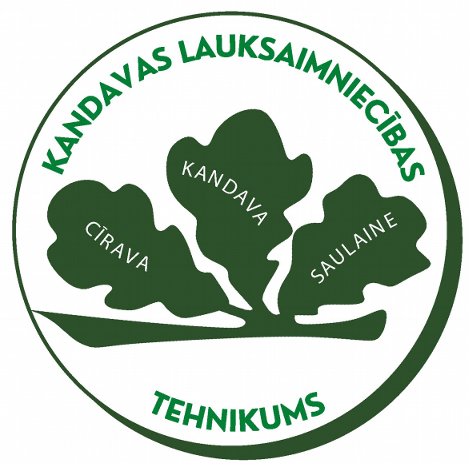 KANDAVAS LAUKSAIMNIECĪBAS
CĪRAVA
KANDAVA
SAULAINE
TEHNIKUMS